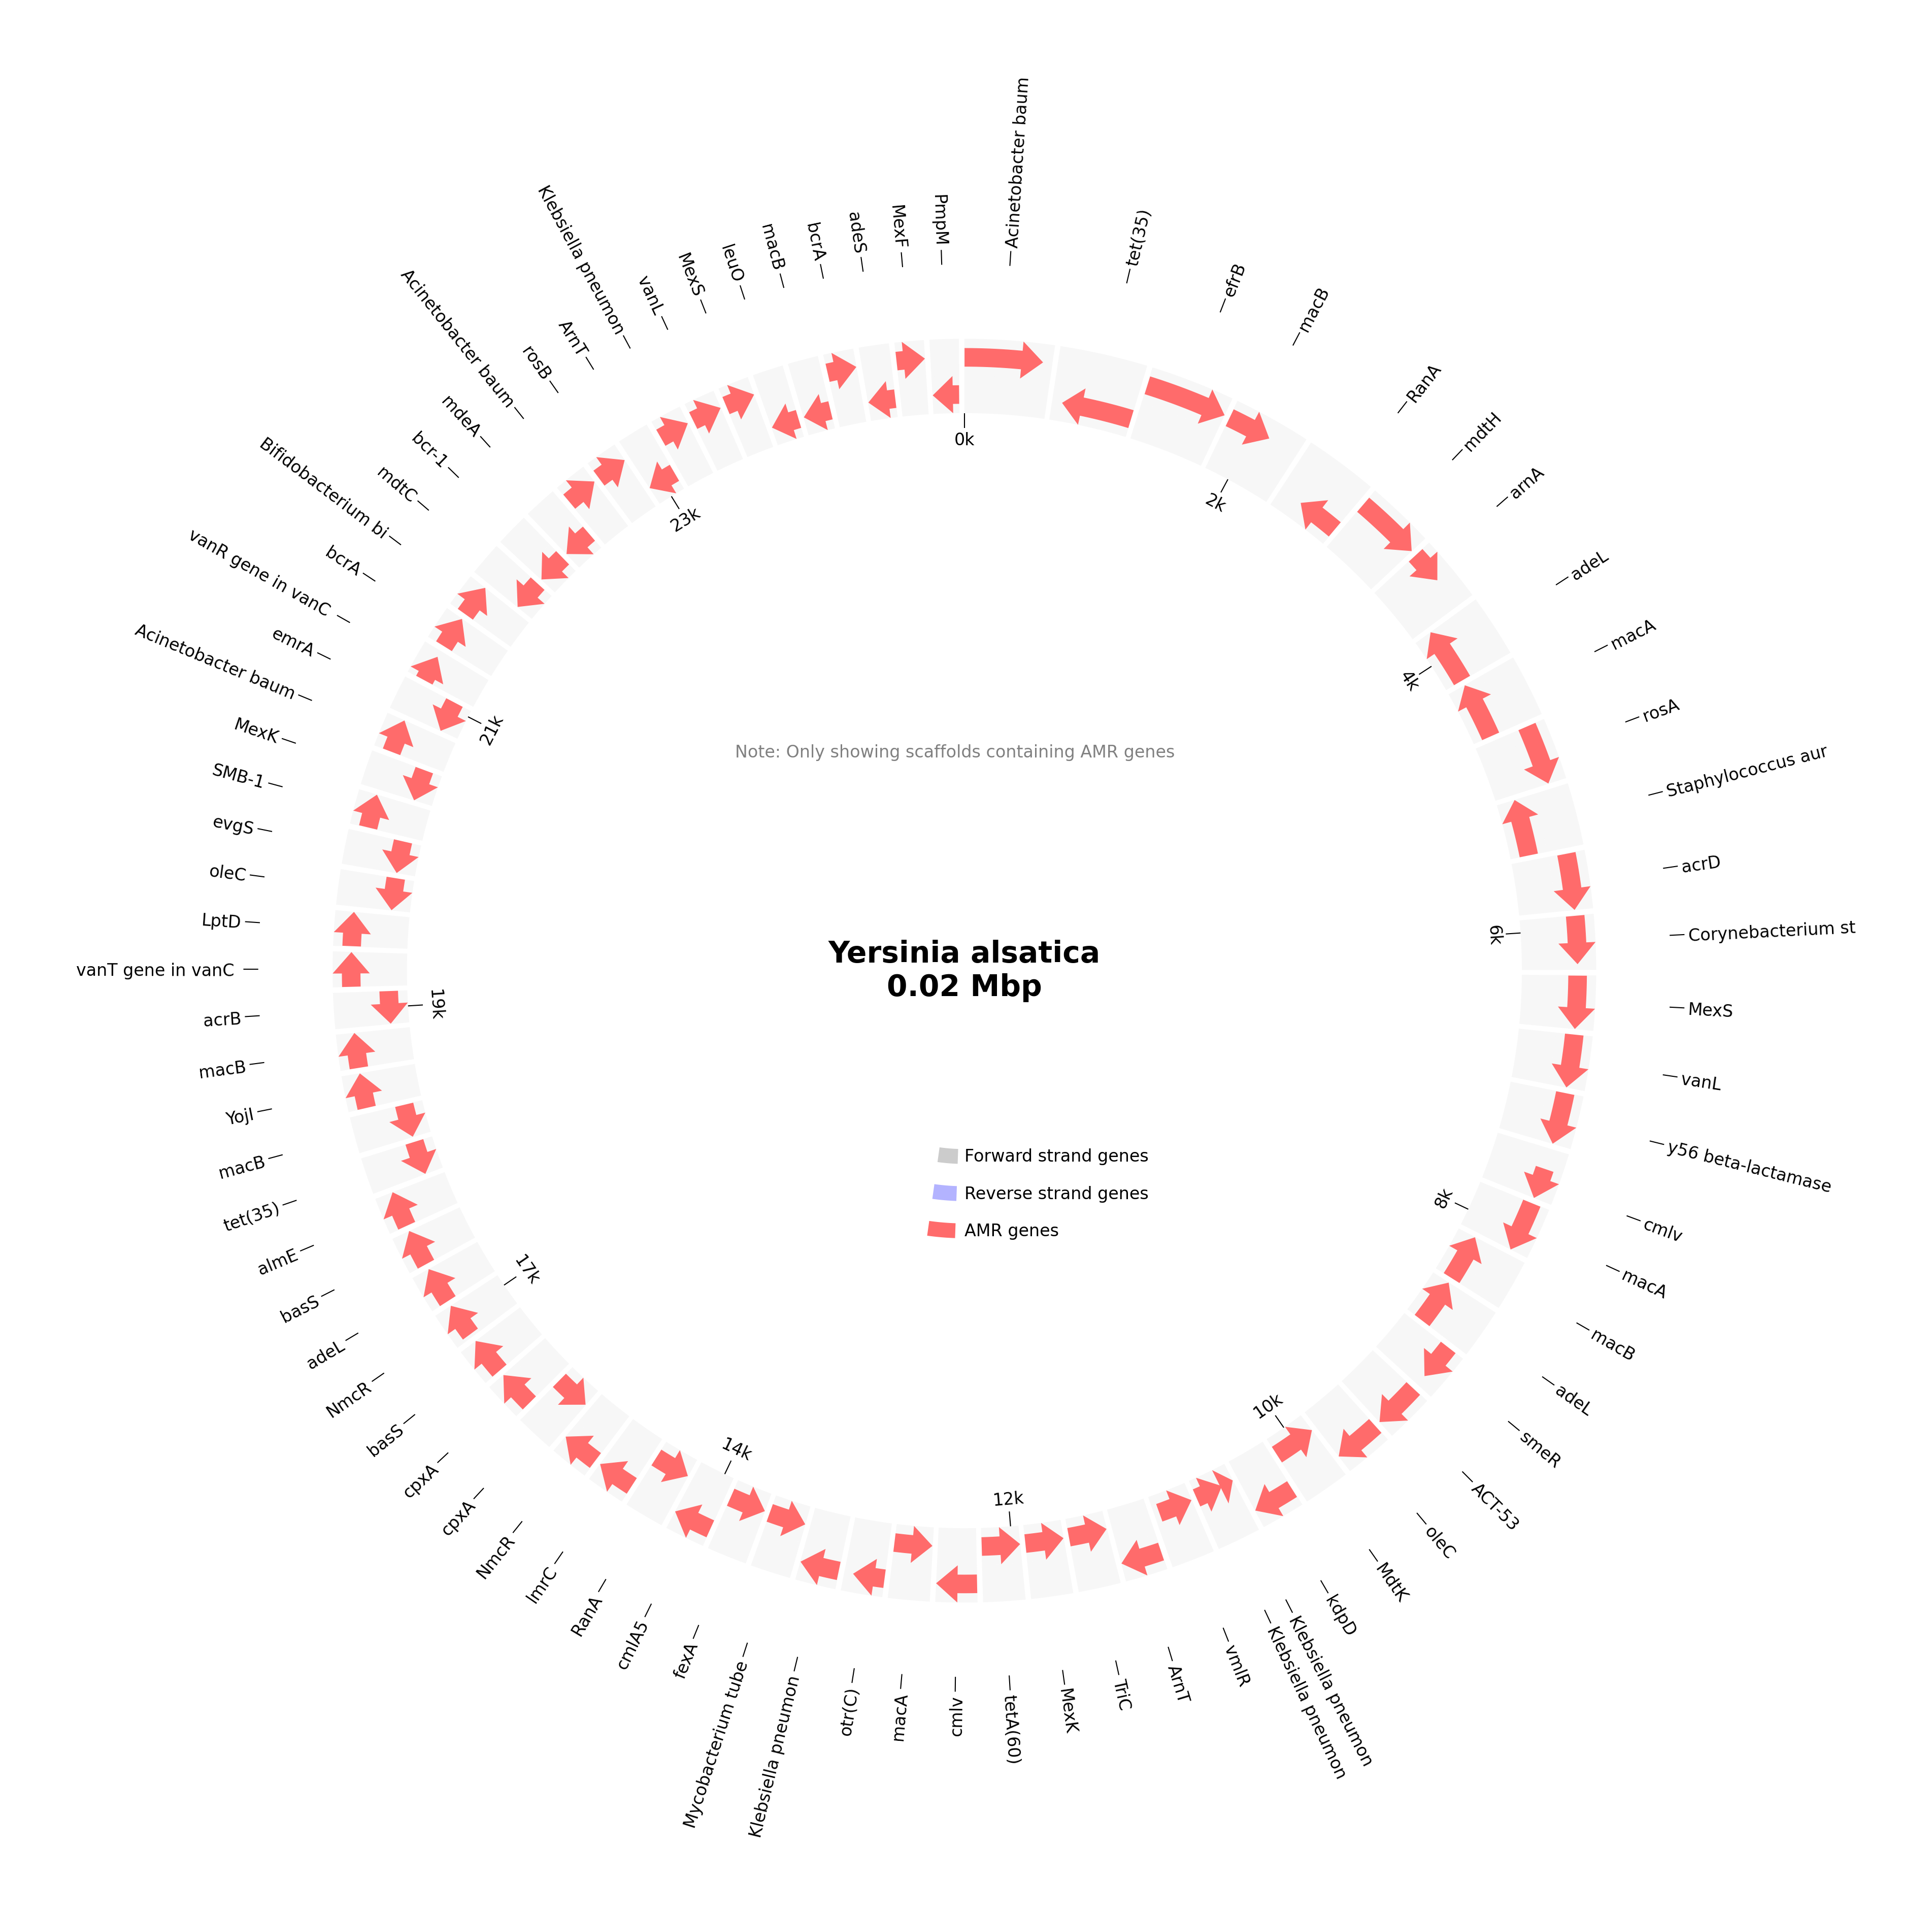 Acinetobacter baum
tet(35)
efrB
macB
RanA
mdtH
arnA
adeL
macA
rosA
Staphylococcus aur
acrD
Corynebacterium st
MexS
vanL
y56 beta-lactamase
cmlv
macA
macB
adeL
smeR
ACT-53
oleC
MdtK
kdpD
Klebsiella pneumon
Klebsiella pneumon
vmlR
ArnT
TriC
MexK
tetA(60)
cmlv
macA
otr(C)
Klebsiella pneumon
Mycobacterium tube
fexA
cmlA5
RanA
lmrC
NmcR
cpxA
cpxA
basS
NmcR
adeL
basS
almE
tet(35)
macB
YojI
macB
acrB
vanT gene in vanC
LptD
oleC
evgS
SMB-1
MexK
Acinetobacter baum
emrA
vanR gene in vanC
bcrA
Bifidobacterium bi
mdtC
bcr-1
mdeA
Acinetobacter baum
rosB
ArnT
Klebsiella pneumon
vanL
MexS
leuO
macB
bcrA
adeS
MexF
PmpM
0k
2k
4k
6k
8k
10k
12k
14k
17k
19k
21k
23k
Note: Only showing scaffolds containing AMR genes
Yersinia alsatica
0.02 Mbp
Forward strand genes
Reverse strand genes
AMR genes